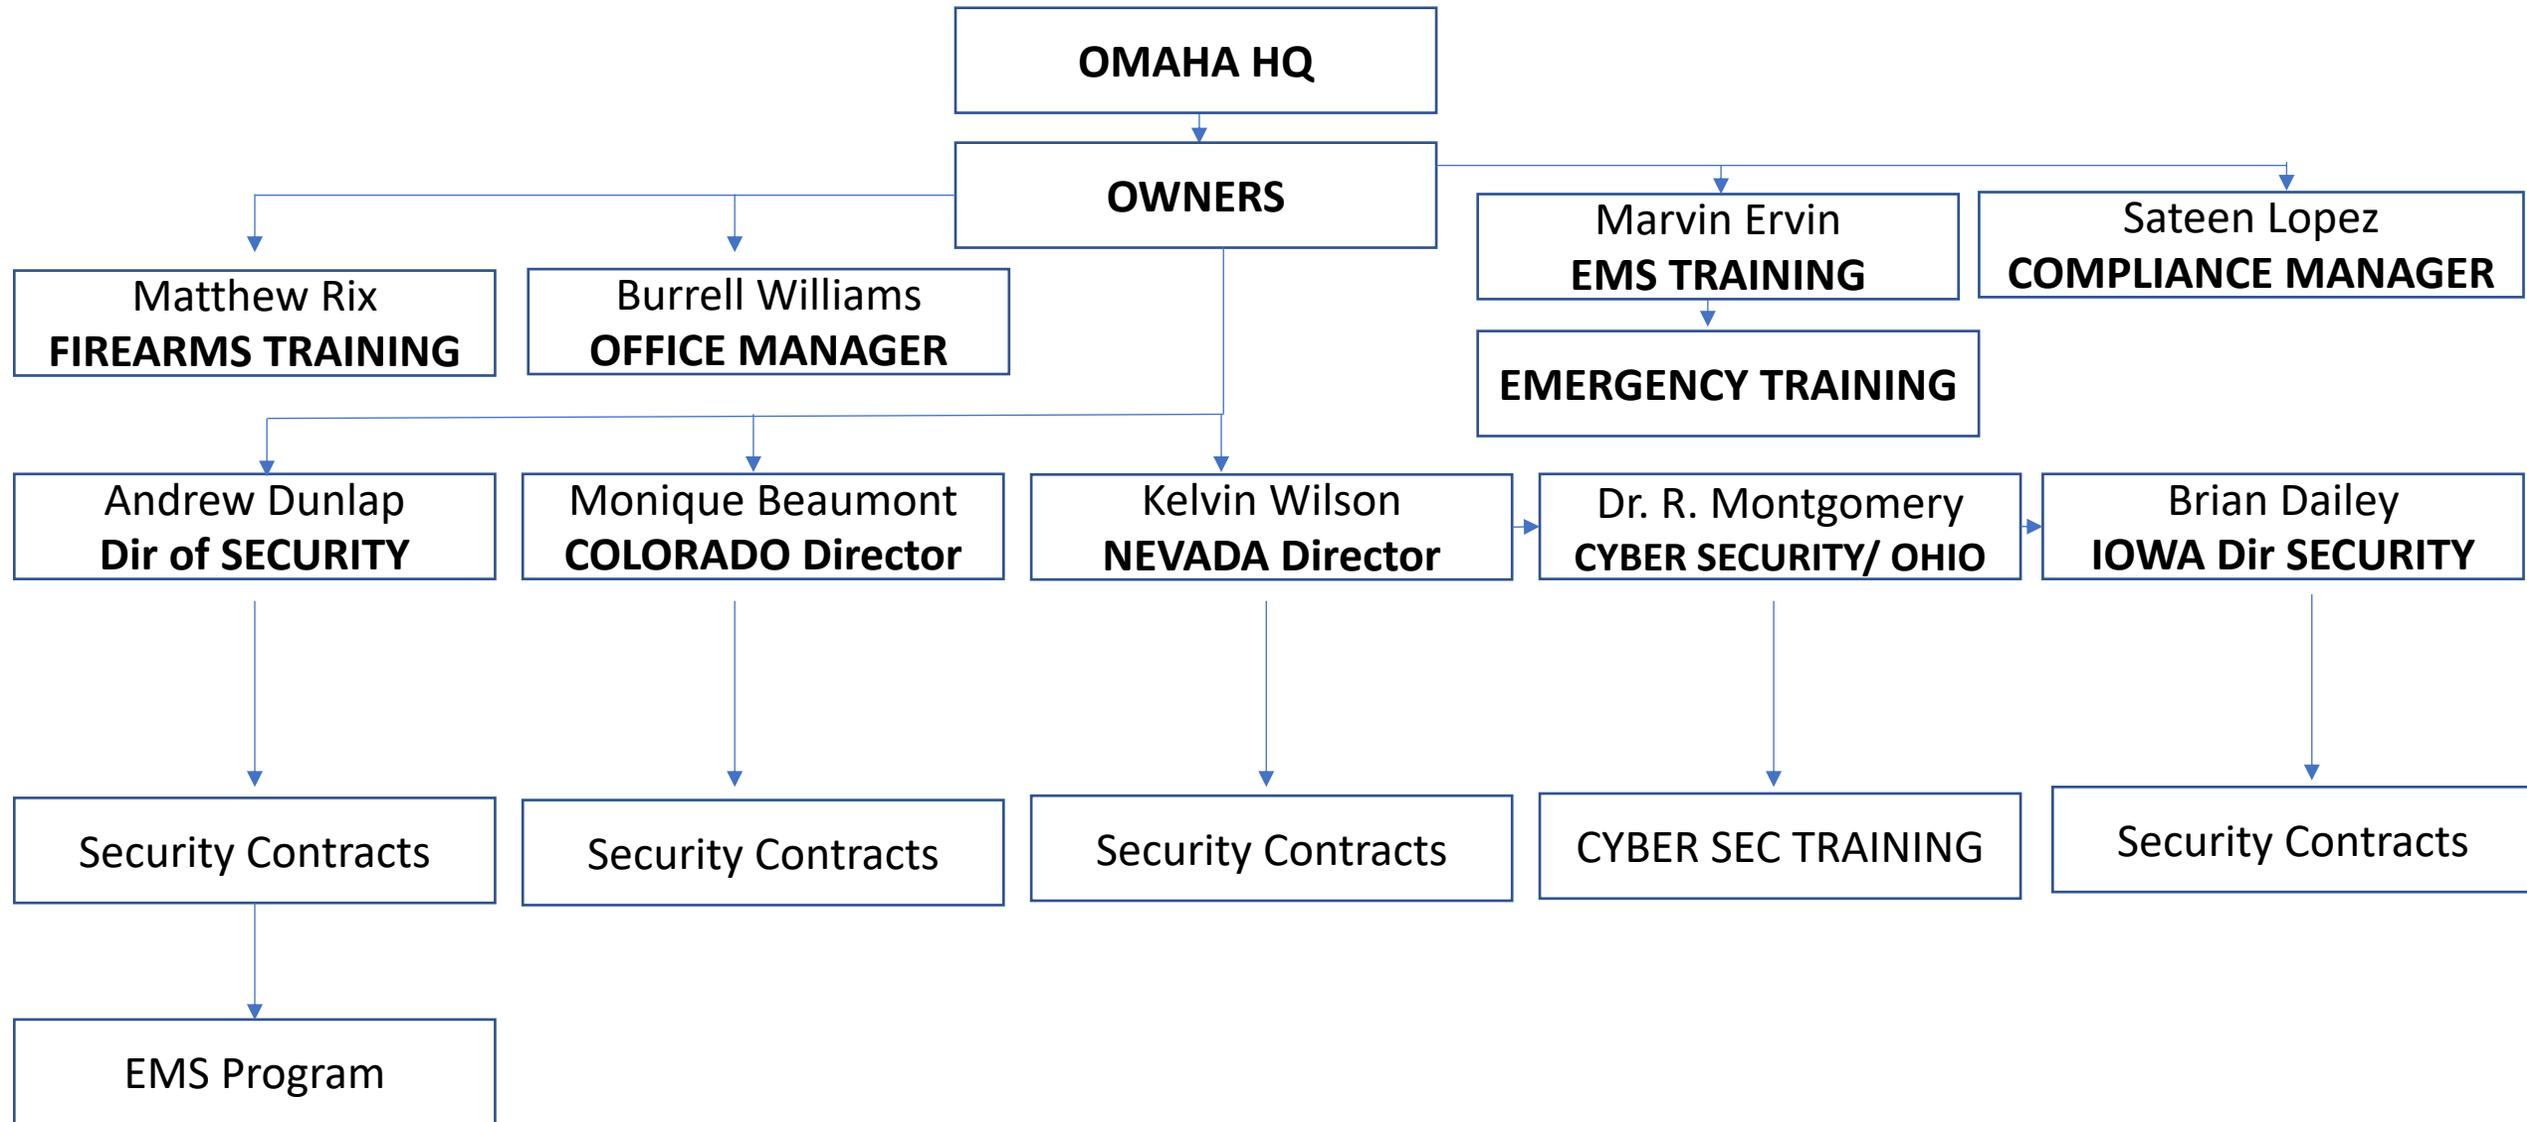 OMAHA HQ
OWNERS
Marvin Ervin
EMS TRAINING
Sateen Lopez
COMPLIANCE MANAGER
Matthew Rix
FIREARMS TRAINING
Burrell Williams
OFFICE MANAGER
EMERGENCY TRAINING
Andrew Dunlap
Dir of SECURITY
Monique Beaumont
COLORADO Director
Kelvin Wilson
NEVADA Director
Dr. R. Montgomery
CYBER SECURITY/ OHIO
Brian Dailey
IOWA Dir SECURITY
Security Contracts
Security Contracts
Security Contracts
CYBER SEC TRAINING
Security Contracts
EMS Program